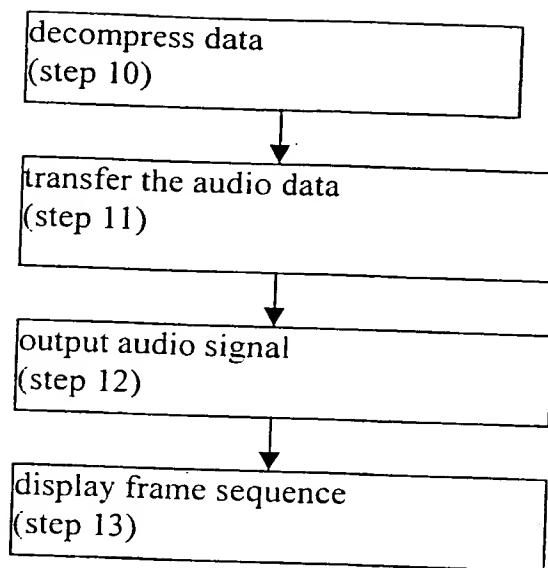 decompress data
(step 10)
transfer the audio data
(step 11)
output audio signal
(step 12)
display frame sequence
(step 13)